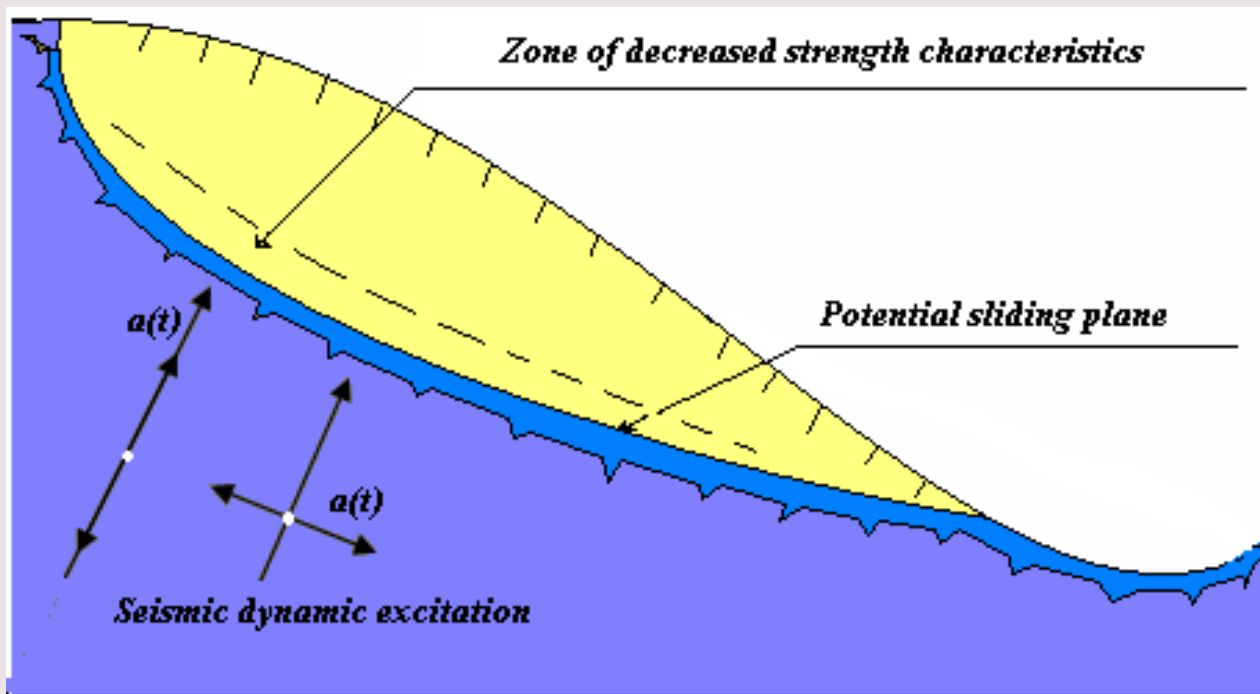 Zone of decreased strength characteristics
Potential sliding plane
a(t)
a(t)
Seismic dynamic excitation